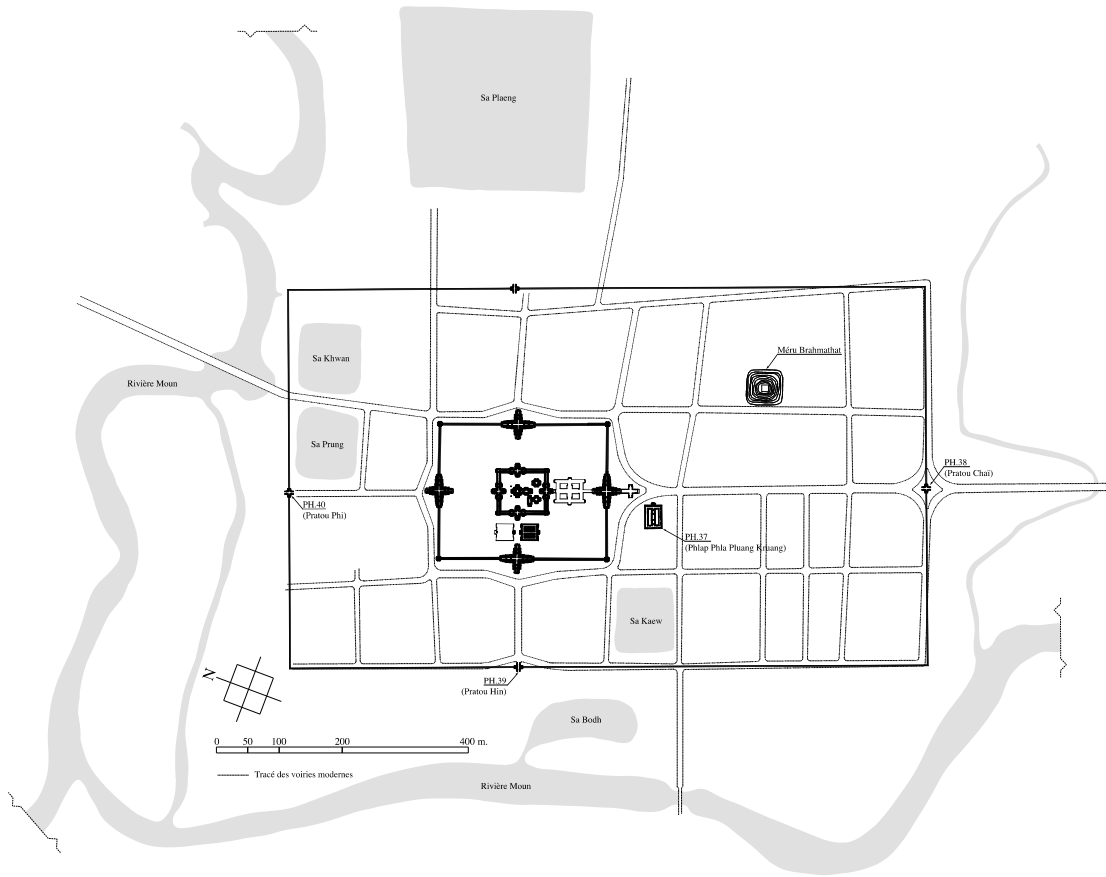 Sa Plaeng
Méru Brahmathat
Sa Khwan
Rivière Moun
Sa Prung
PH.38
(Pratou Chaï)
PH.40
(Pratou Phi)
PH.37
(Phlap Phla Pluang Kruang)
Sa Kaew
N
PH.39
(Pratou Hin)
Sa Bodh
0 50 100 200 400 m.
Tracé des voiries modernes
Rivière Moun